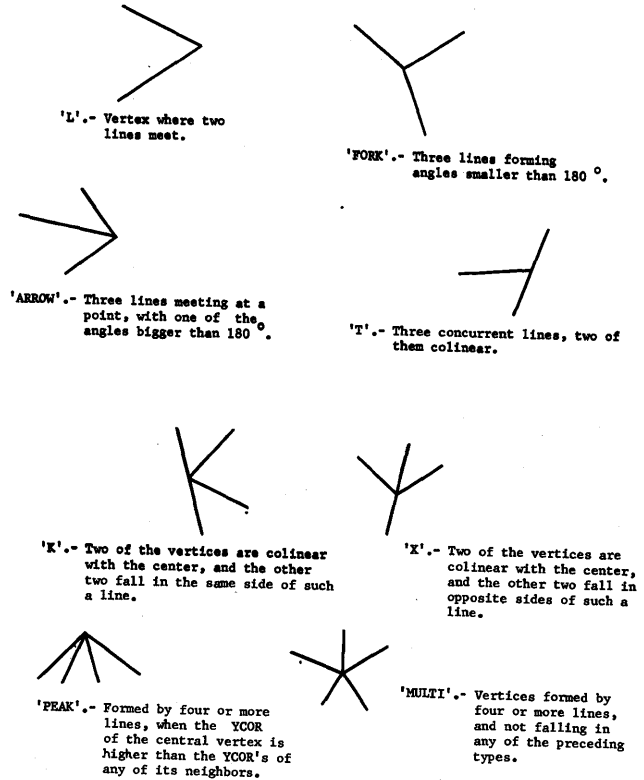 'L'.- Vertex where two
lines meet.
'FORK'.- Three lines forming
angles smaller than 180 °.
'ARROW'.- Three lines meeting at a
point, with one of the
angles bigger than 180 °.
'T'.- Three concurrent lines, two of
them colinear.
'K'.- Two of the vertices are colinear
with the center, and the other
two fall in the same side of such
a line.
'X'.- Two of the vertices are
colinear with the center,
and the other two fall in
opposite sides of such a
line.
'PEAK'.- Formed by four or more
lines, when the YCOR
of the central vertex is
higher than the YCOR's of
any of its neighbors.
'MULTI'.- Vertices formed by
four or more lines,
and not falling in
any of the preceding
types.